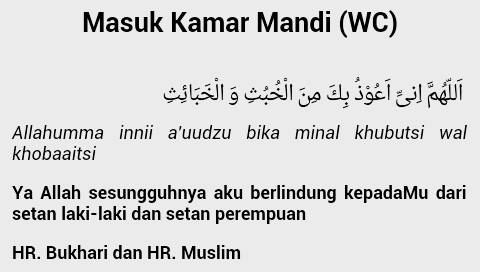 Masuk Kamar Mandi (WC)
اَللّٰهُمَّ اِنىِّ اَعُوْذُ بِكَ مِنَ الْخُبُثِ وَ الْخَبَائِثِ
Allahumma innii a'uudzu bika minal khubutsi wal
khobaaitsi
Ya Allah sesungguhnya aku berlindung kepadaMu dari
setan laki-laki dan setan perempuan
HR. Bukhari dan HR. Muslim